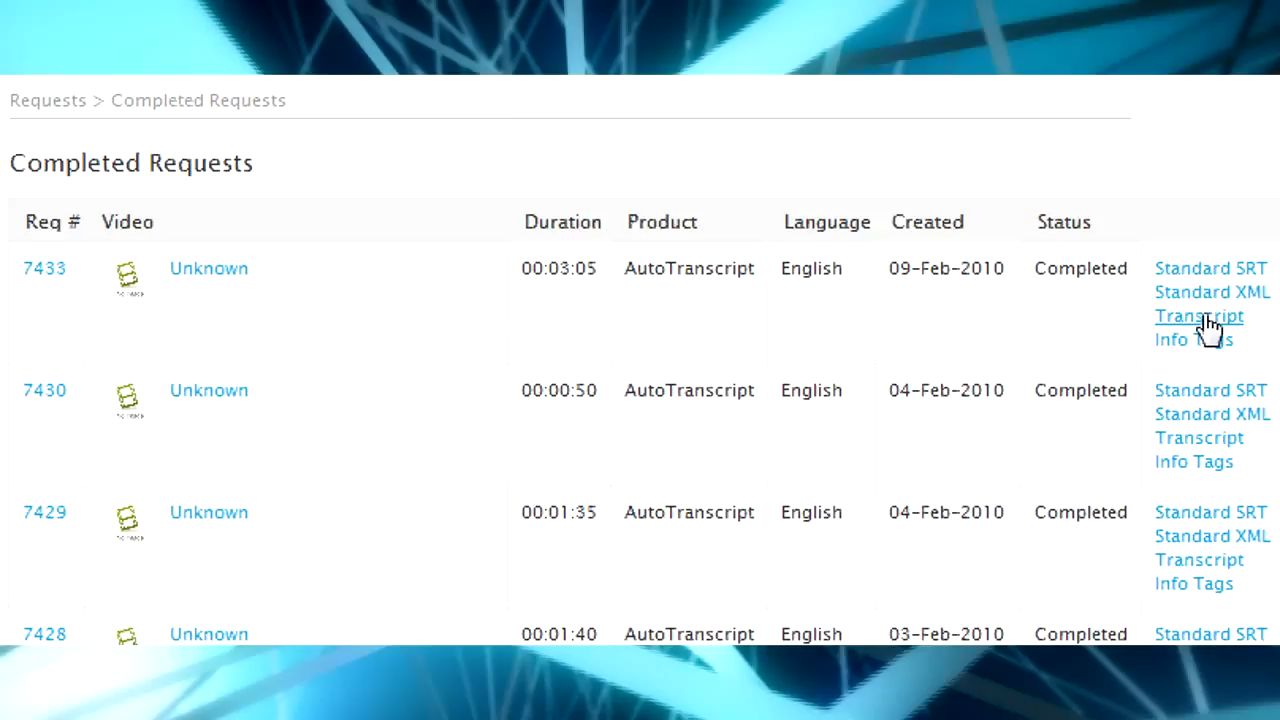 Requests > Completed Requests
Completed Requests
Req # Video Duration Product Language Created Status
7433 Unknown 00:03:05 AutoTranscript English 09-Feb-2010 Completed Standard SRT
Standard XML
Transcript
Info Tags
7430 Unknown 00:00:50 AutoTranscript English 04-Feb-2010 Completed Standard SRT
Standard XML
Transcript
Info Tags
7429 Unknown 00:01:35 AutoTranscript English 04-Feb-2010 Completed Standard SRT
Standard XML
Transcript
Info Tags
7428 Unknown 00:01:40 AutoTranscript English 03-Feb-2010 Completed Standard SRT